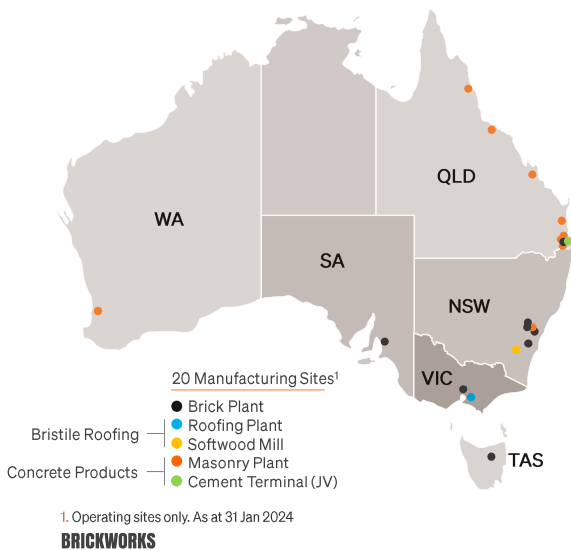 QLD
WA
SA
NSW
VIC
TAS
20 Manufacturing Sites¹
Brick Plant
Roofing Plant
Bristile Roofing
Softwood Mill
Masonry Plant
Concrete Products
Cement Terminal (JV)
1. Operating sites only. As at 31 Jan 2024
BRICKWORKS